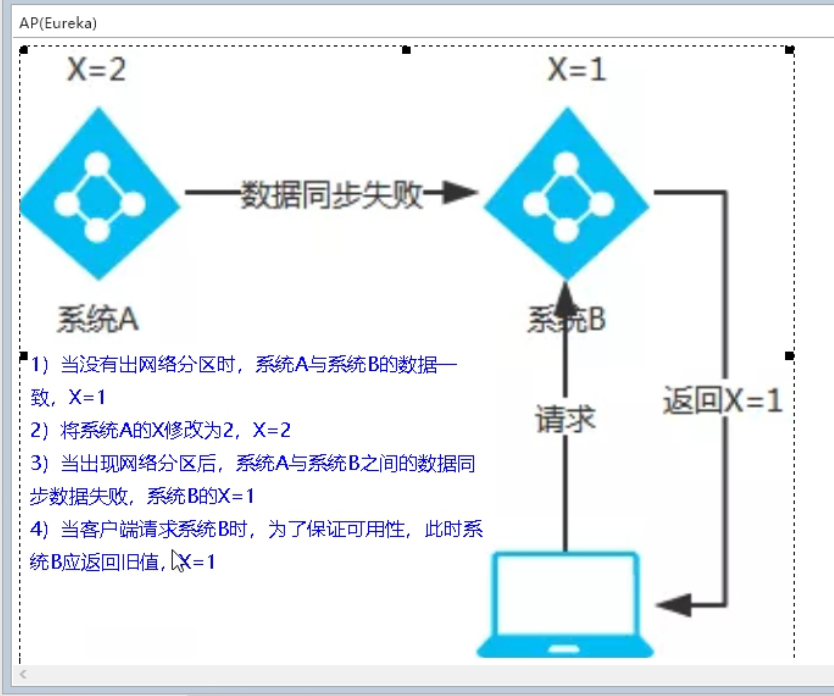 AP(Eureka)
X=2
X=1
数据同步失败
系统A
系统B
1）当没有出网络分区时，系统A与系统B的数据一
致，X=1
2）将系统A的X修改为2，X=2
3）当出现网络分区后，系统A与系统B之间的数据同
步数据失败，系统B的X=1
4）当客户端请求系统B时，为了保证可用性，此时系
统B应返回旧值，X=1
请求
返回X=1